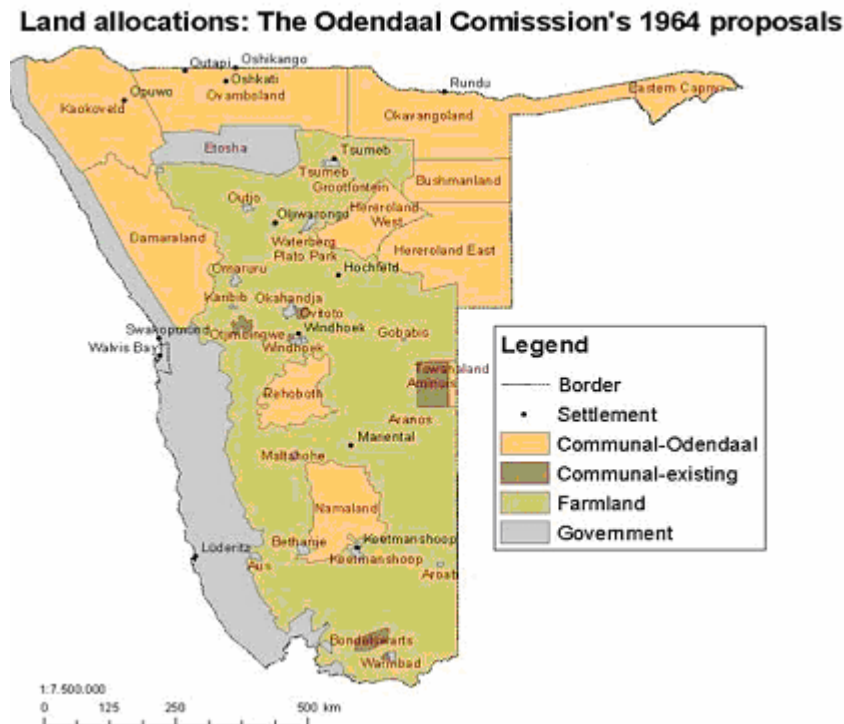 Land allocations: The Odendaal Comisssion's 1964 proposals
Oshikango
Outapi
Oshkati
Ovamboland
Opuwo
Kaokoveld
Rundu
Okavangoland
Eastern Caprivi
Etosha
Tsumeb
Tsumeb
Grootfontein
Bushmanland
Outjo
Otjiwarongo
Hereroland
West
Damaraland
Waterberg
Plato Park
Hereroland East
Hochfeld
Omaruru
Karibib
Okahandja
Ovitoto
Otjimbingwe
Windhoek
Windhoek
Gobabis
Swakopmund
Walvis Bay
Rehoboth
Aminuis
Aranos
Mariental
Maltahohe
Namaland
Bethanie
Keetmanshoop
Keetmanshoop
Lüderitz
Aus
Aroab
Bondelswarts
Warmbad
Legend
Border
Settlement
Communal-Odendaal
Communal-existing
Farmland
Government
1:7.500.000
0 125 250 500 km